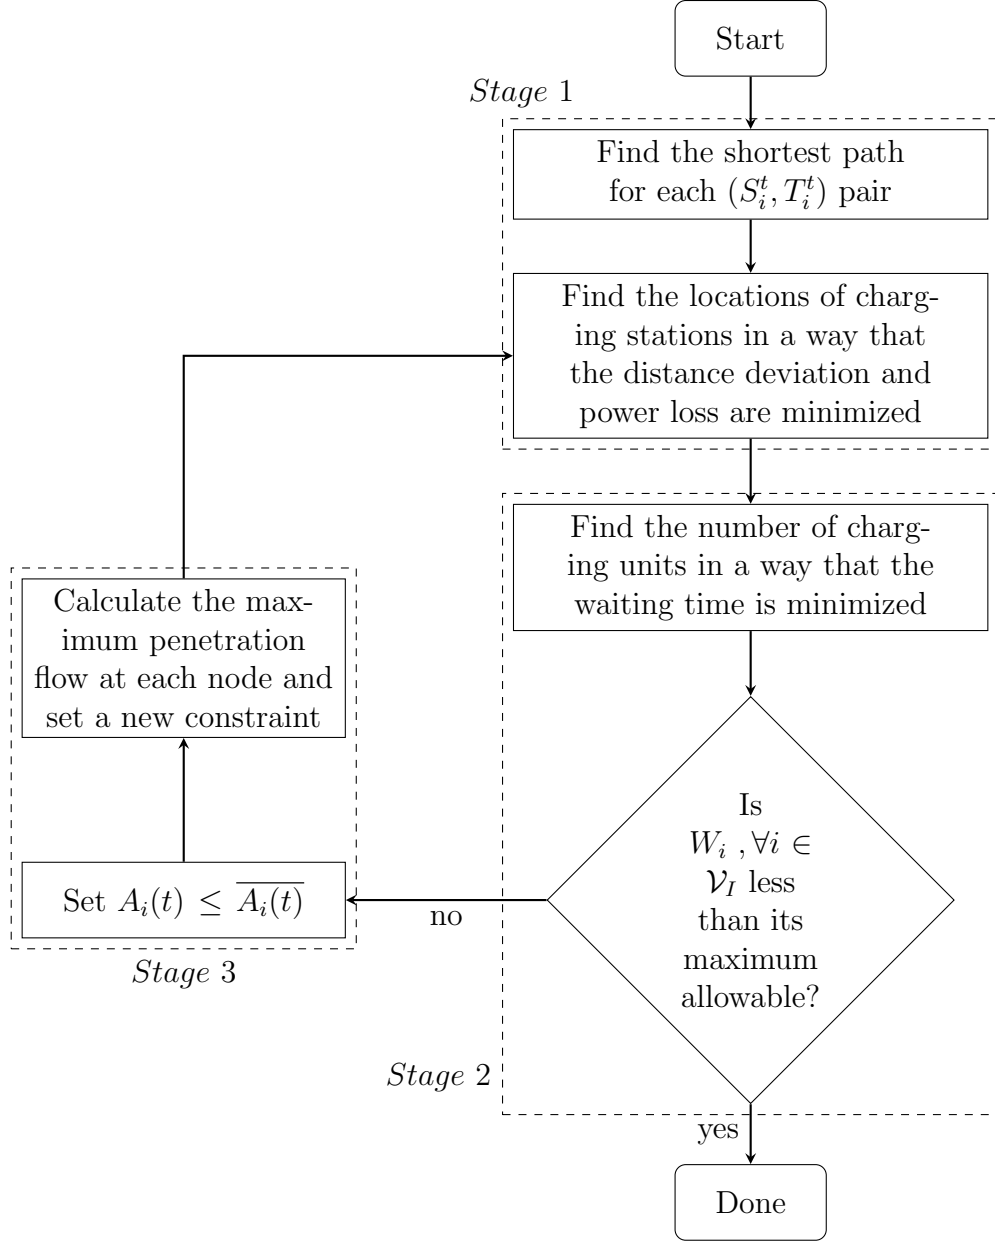 Start
Stage 1
Find the shortest path
for each (S_i^t, T_i^t) pair
Find the locations of charg-
ing stations in a way that
the distance deviation and
power loss are minimized
Find the number of charg-
ing units in a way that the
waiting time is minimized
Calculate the max-
imum penetration
flow at each node and
set a new constraint
Is
W_i , ∀i ∈
𝒱_I less
than its
maximum
allowable?
Set A_i(t) ≤ \overline{A_i(t)}
no
Stage 3
Stage 2
yes
Done